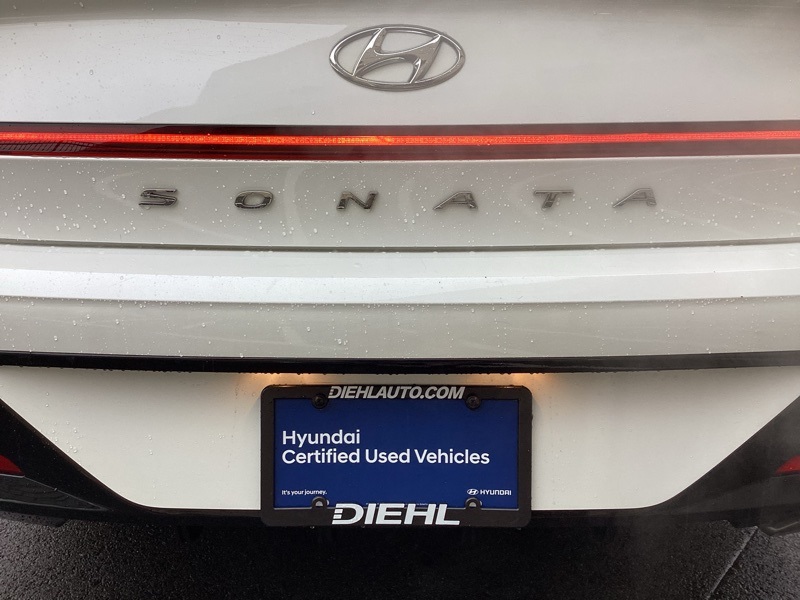 SONATA
DIEHLAUTO.COM
Hyundai
Certified Used Vehicles
It's your journey.
HYUNDAI
DIEHL